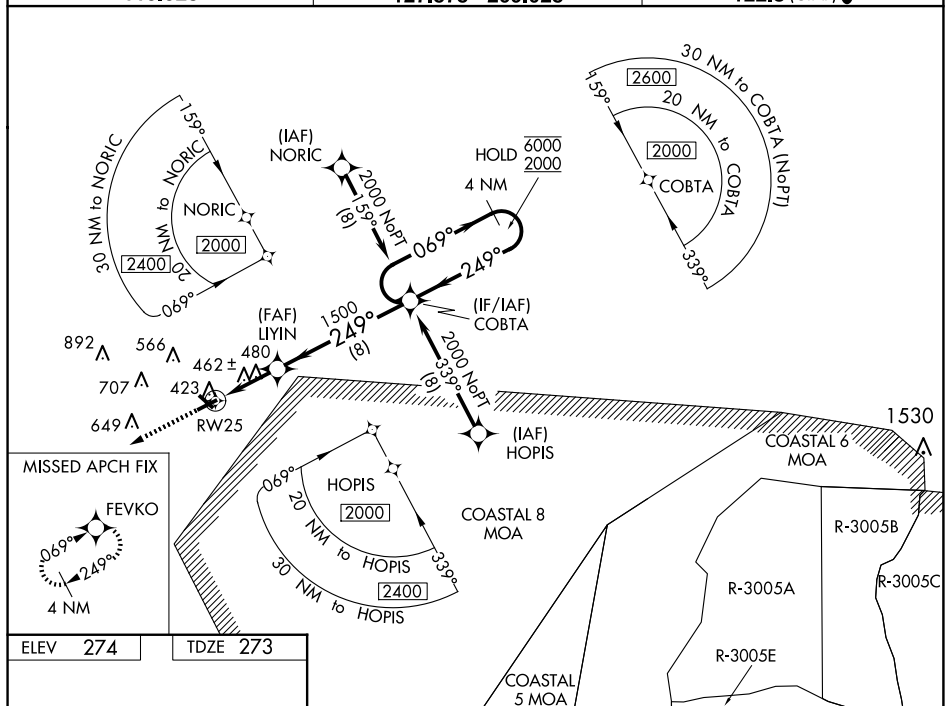 30 NM to COBTA (NoPT)
2600
159°
20 NM to COBTA
2000
COBTA
339°
30 NM to NORIC
159°
20 NM to NORIC
NORIC
2000
2400
069°
(IAF)
NORIC
2000 NoPT
159°
(8)
HOLD 6000
2000
4 NM
069°
249°
(IF/IAF)
COBTA
1500
249°
(8)
(FAF)
LIYIN
2000 NoPT
339°
(8)
(IAF)
HOPIS
892
566
462 ±
480
707
423
649
RW25
1530
COASTAL 6
MOA
MISSED APCH FIX
FEVKO
069°
249°
4 NM
069°
HOPIS
2000
20 NM to HOPIS
339°
2400
30 NM to HOPIS
COASTAL 8
MOA
R-3005B
R-3005A
R-3005C
R-3005E
COASTAL
5 MOA
ELEV 274
TDZE 273